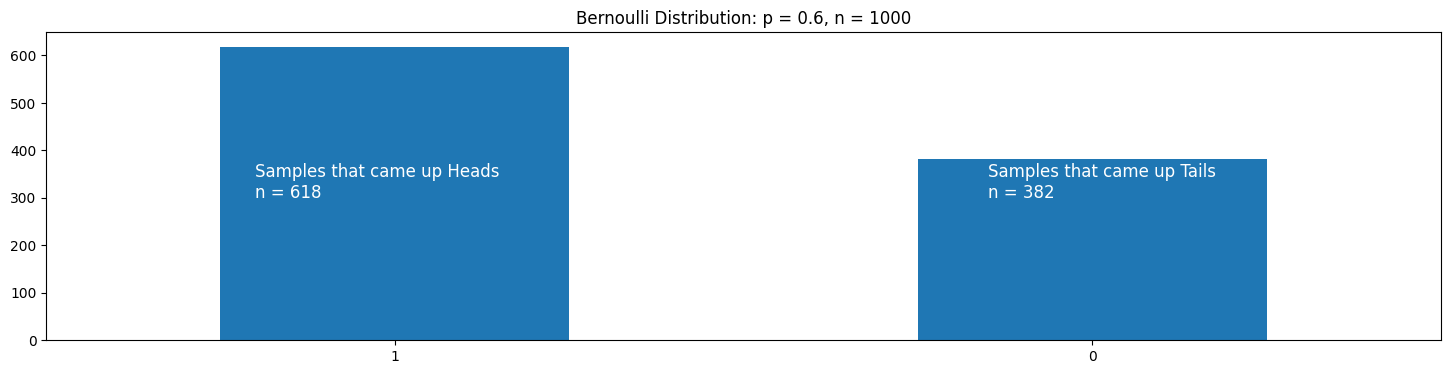 Bernoulli Distribution: p = 0.6, n = 1000
600
500
400
300
200
100
0
Samples that came up Heads
n = 618
Samples that came up Tails
n = 382
1
0